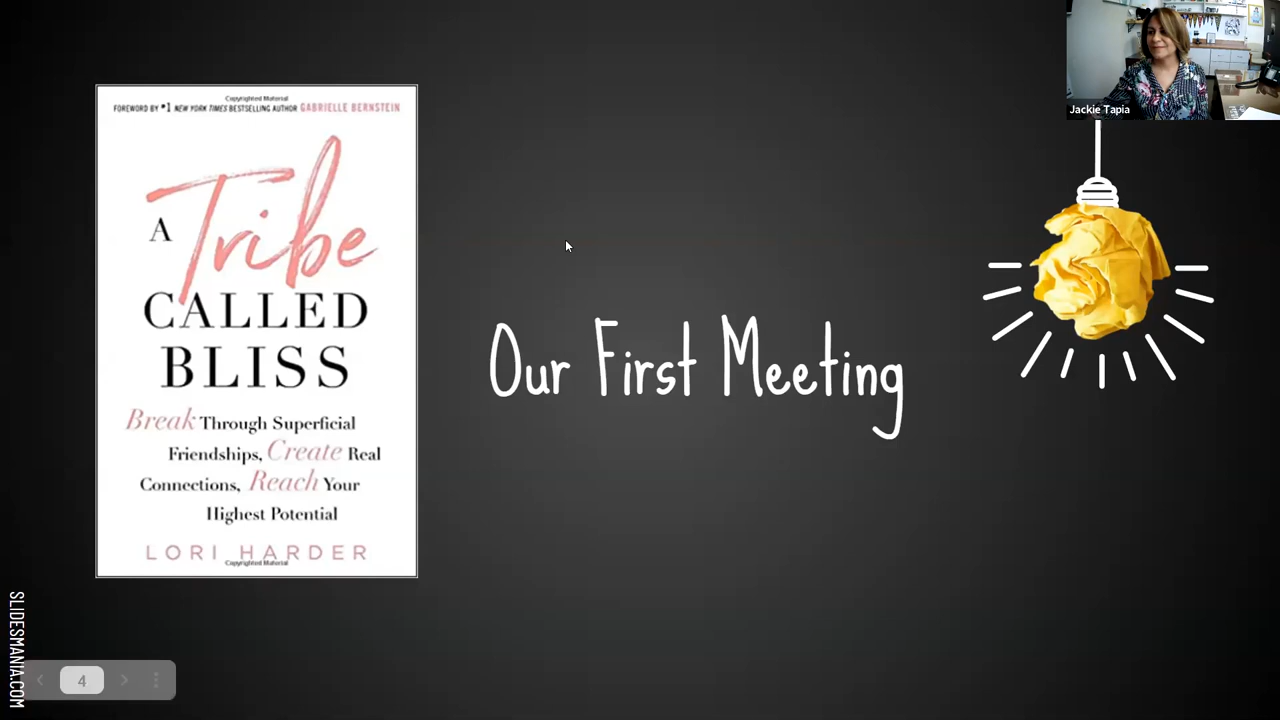 Copyrighted Material
FOREWORD BY #1 NEW YORK TIMES BESTSELLING AUTHOR GABRIELLE BERNSTEIN
A Tribe
CALLED
BLISS
Break Through Superficial
Friendships, Create Real
Connections, Reach Your
Highest Potential
LORI HARDER
Copyrighted Material
Our First Meeting
Jackie Tapia
SLIDESMANIA.COM
4